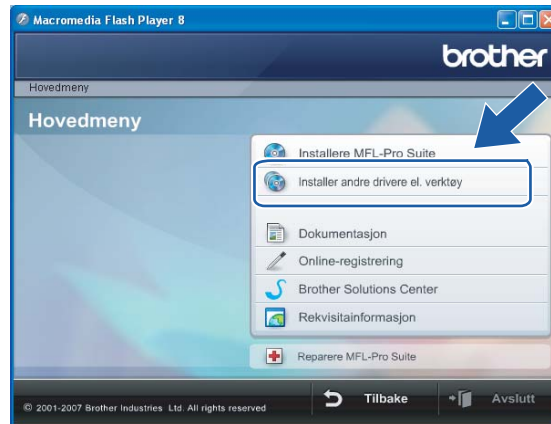 Macromedia Flash Player 8
brother
Hovedmeny
Hovedmeny
Installere MFL-Pro Suite
Installer andre drivere el. verktøy
Dokumentasjon
Online-registrering
Brother Solutions Center
Rekvisitainformasjon
Reparere MFL-Pro Suite
© 2001-2007 Brother Industries Ltd. All rights reserved
Tilbake
Avslutt